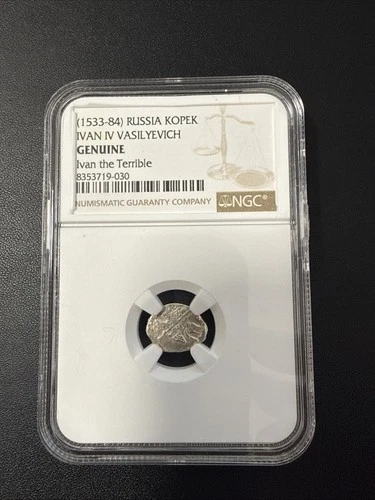 (1533-84) RUSSIA KOPEK
IVAN IV VASILYEVICH
GENUINE
Ivan the Terrible
8353719-030
NUMISMATIC GUARANTY COMPANY NGC®